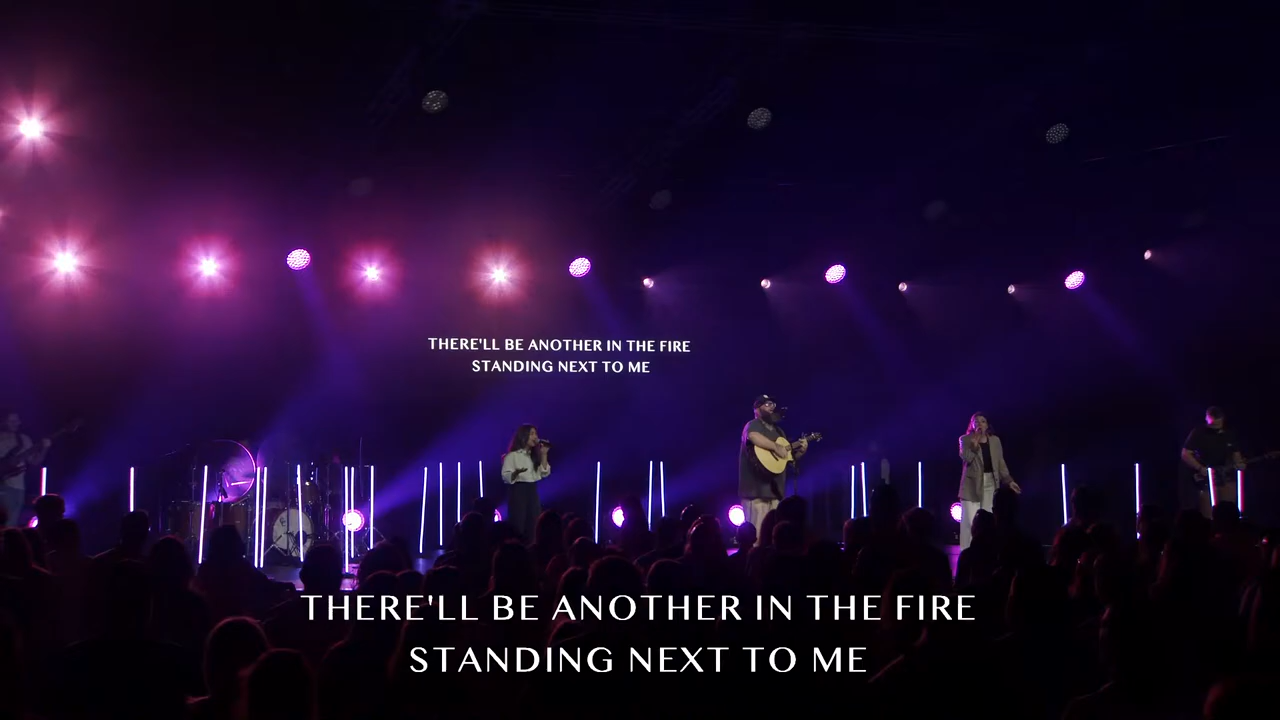 THERE'LL BE ANOTHER IN THE FIRE
STANDING NEXT TO ME
THERE'LL BE ANOTHER IN THE FIRE
STANDING NEXT TO ME